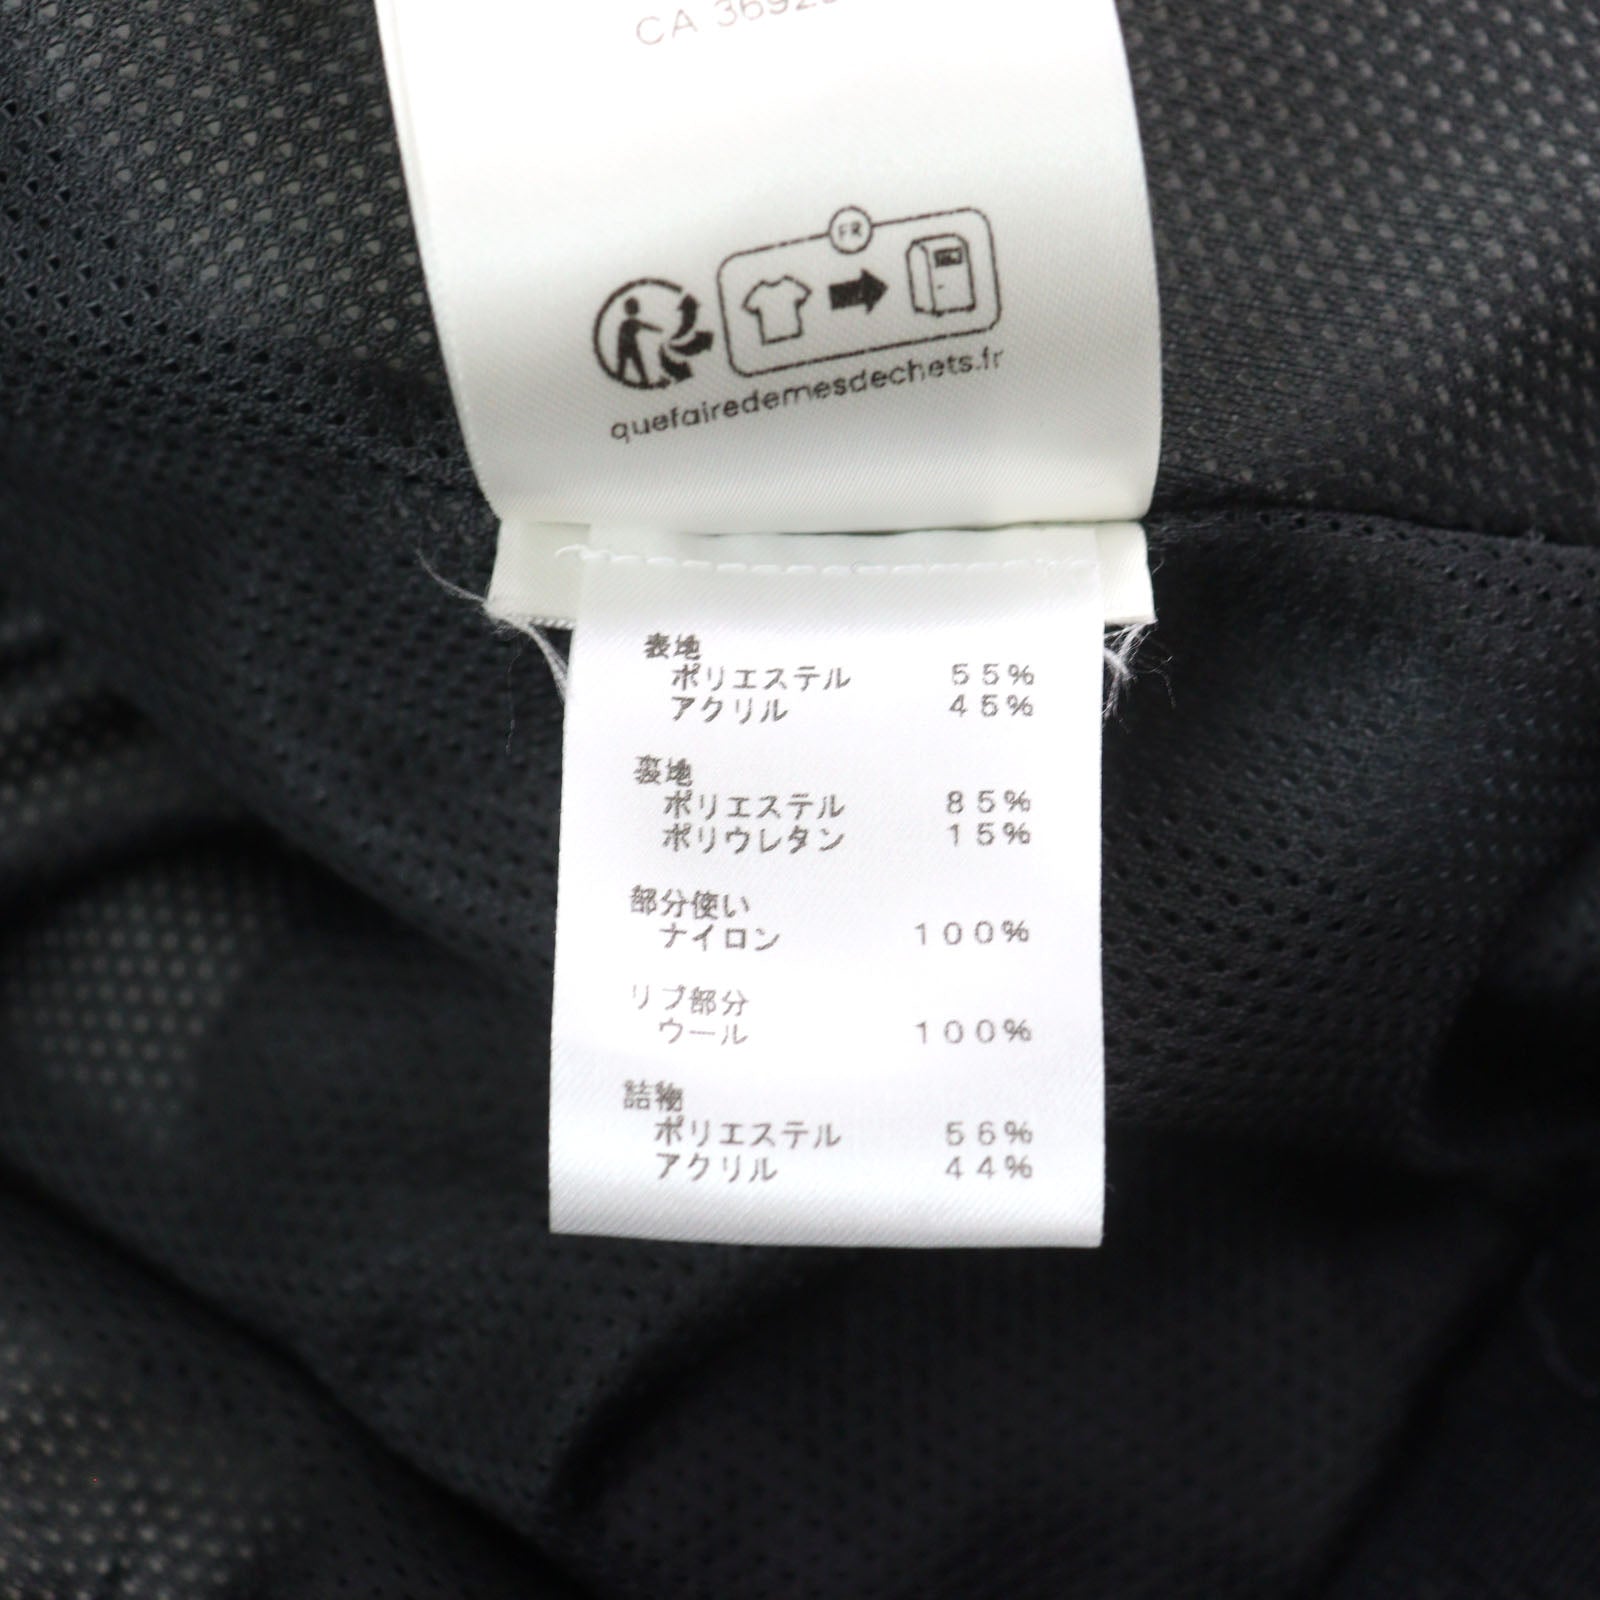 CA
FR
quefairedemesdechets.fr
表地
ポリエステル 55%
アクリル 45%
裏地
ポリエステル 85%
ポリウレタン 15%
部分使い
ナイロン 100%
リブ部分
ウール 100%
詰物
ポリエステル 56%
アクリル 44%